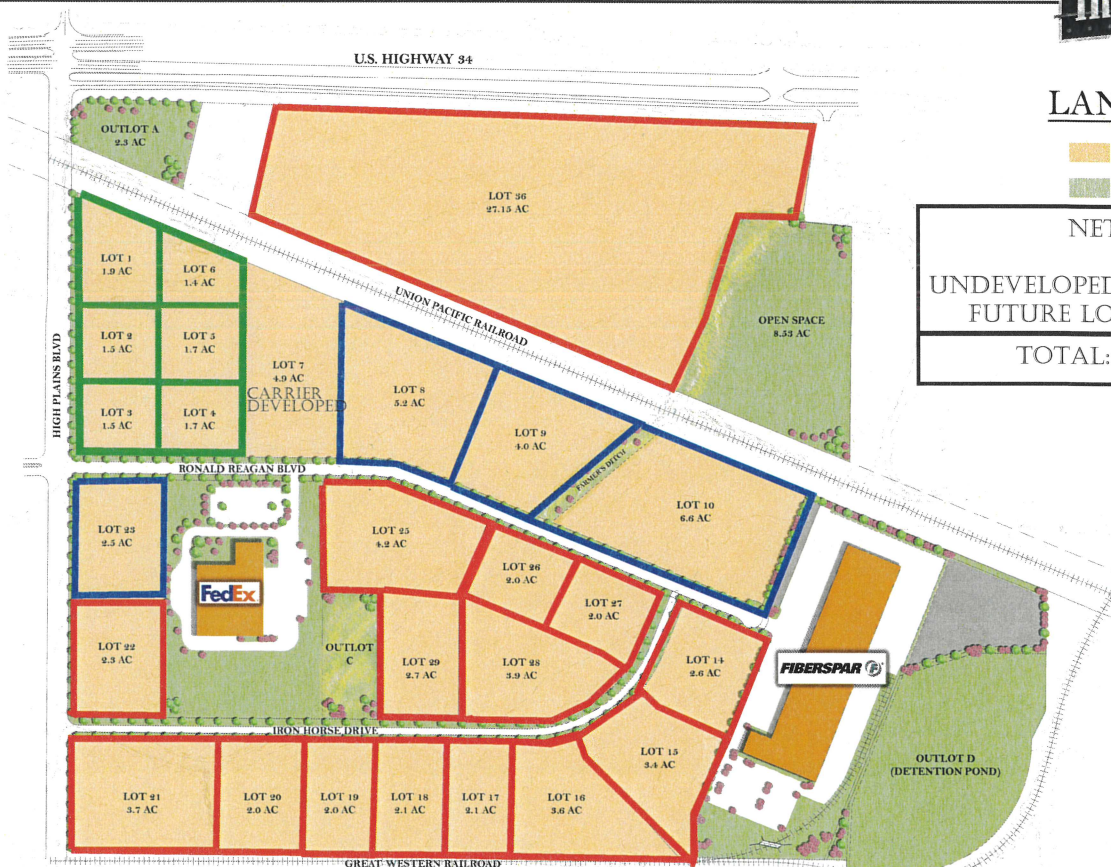 U.S. HIGHWAY 34
LAN
OUTLOT A
2.3 AC
LOT 36
27.15 AC
NET
UNDEVELOPED
FUTURE LO
TOTAL:
LOT 1
1.9 AC
LOT 6
1.4 AC
UNION PACIFIC RAILROAD
OPEN SPACE
8.53 AC
HIGH PLAINS BLVD
LOT 2
1.5 AC
LOT 5
1.7 AC
LOT 7
4.9 AC
CARRIER
DEVELOPED
LOT 8
5.2 AC
LOT 3
1.5 AC
LOT 4
1.7 AC
LOT 9
4.0 AC
FARMER'S DITCH
RONALD REAGAN BLVD
LOT 10
6.6 AC
LOT 23
2.5 AC
LOT 25
4.2 AC
LOT 26
2.0 AC
FedEx
LOT 27
2.0 AC
LOT 22
2.3 AC
OUTLOT
C
LOT 29
2.7 AC
LOT 28
3.9 AC
LOT 14
2.6 AC
FIBERSPAR F
IRON HORSE DRIVE
LOT 15
3.4 AC
OUTLOT D
(DETENTION POND)
LOT 21
3.7 AC
LOT 20
2.0 AC
LOT 19
2.0 AC
LOT 18
2.1 AC
LOT 17
2.1 AC
LOT 16
3.6 AC
GREAT WESTERN RAILROAD